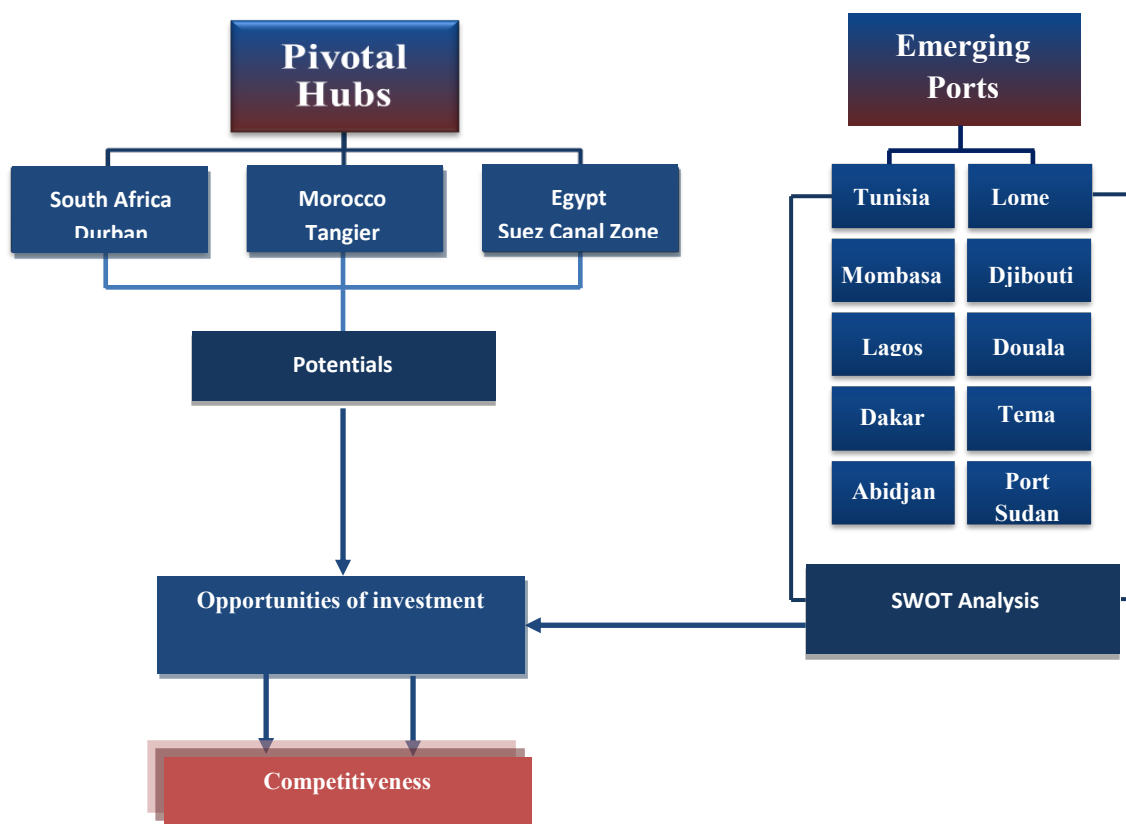 Pivotal
Hubs
South Africa
Durban
Morocco
Tangier
Egypt
Suez Canal Zone
Potentials
Opportunities of investment
Competitiveness
Emerging
Ports
Tunisia
Lome
Mombasa
Djibouti
Lagos
Douala
Dakar
Tema
Abidjan
Port
Sudan
SWOT Analysis